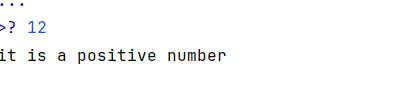 ...
>? 12
it is a positive number